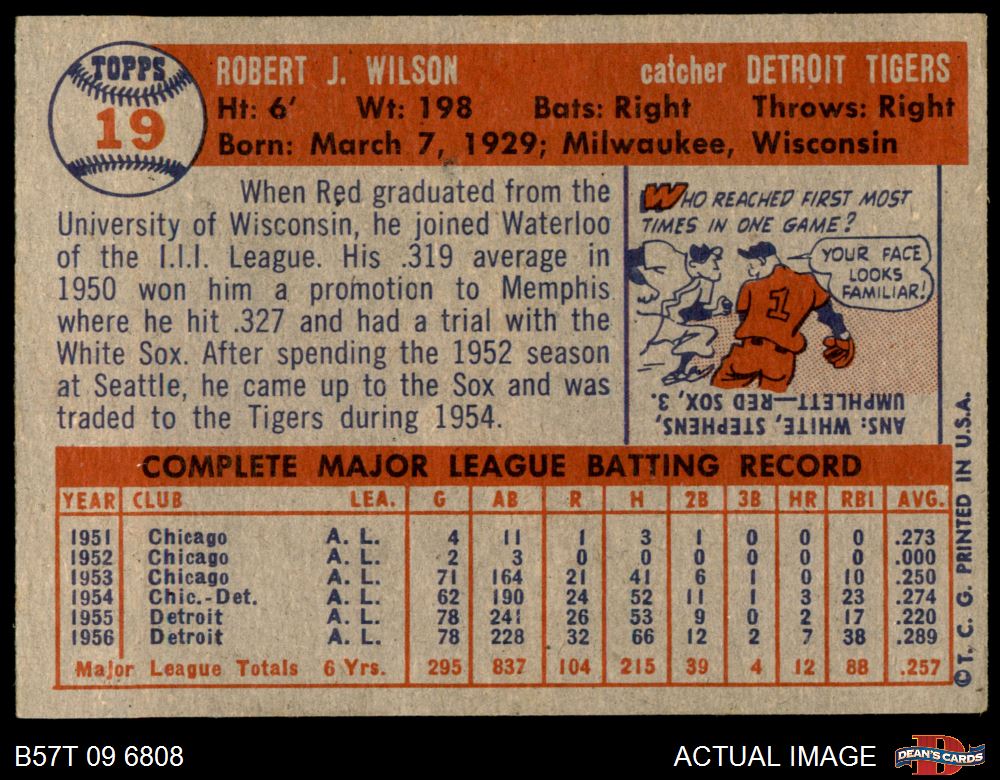 TOPPS
19
ROBERT J. WILSON catcher DETROIT TIGERS
Ht: 6' Wt: 198 Bats: Right Throws: Right
Born: March 7, 1929; Milwaukee, Wisconsin
When Red graduated from the
University of Wisconsin, he joined Waterloo
of the I.I.I. League. His .319 average in
1950 won him a promotion to Memphis
where he hit .327 and had a trial with the
White Sox. After spending the 1952 season
at Seattle, he came up to the Sox and was
traded to the Tigers during 1954.
WHO REACHED FIRST MOST
TIMES IN ONE GAME?
YOUR FACE
LOOKS
FAMILIAR!
1
ANS: WHITE, STEPHENS,
UMPHLETT—RED SOX, 3.
COMPLETE MAJOR LEAGUE BATTING RECORD
YEAR CLUB LEA. G AB R H 2B 3B HR RBI AVG.
1951 Chicago A. L. 4 11 1 3 1 0 0 0 .273
1952 Chicago A. L. 2 3 0 0 0 0 0 0 .000
1953 Chicago A. L. 71 164 21 41 6 1 0 10 .250
1954 Chic.-Det. A. L. 62 190 24 52 11 1 3 23 .274
1955 Detroit A. L. 78 241 26 53 9 0 2 17 .220
1956 Detroit A. L. 78 228 32 66 12 2 7 38 .289
Major League Totals 6 Yrs. 295 837 104 215 39 4 12 88 .257
©T. C. G. PRINTED IN U.S.A.
B57T 09 6808 ACTUAL IMAGE
D
DEAN'S CARDS